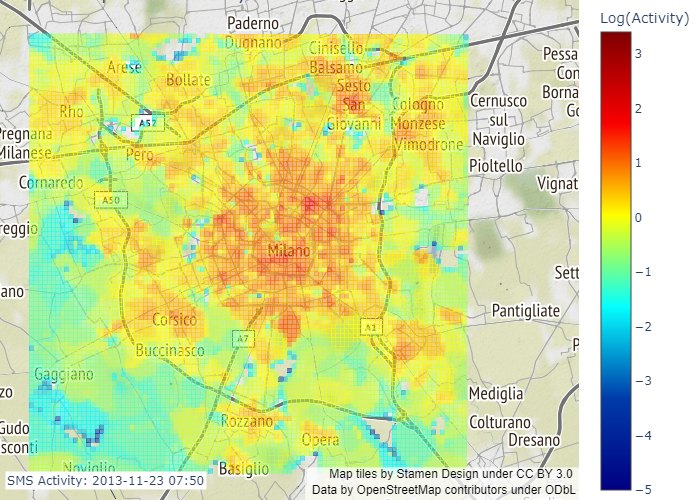 Log(Activity)
3
2
1
0
−1
−2
−3
−4
−5
Paderno
Dugnano
Cinisello
Balsamo
Arese
Bollate
Sesto
San
Giovanni
Rho
A52
Cologno
Monzese
Vimodrone
Cernusco
sul
Naviglio
Pessa
Con
Borna
Go
Pregnana
Milanese
Pero
Pioltello
Cornaredo
A50
Vignat
reggio
Milano
Sett
ano
Corsico
A7
A1
Pantigliate
Buccinasco
P
Gaggiano
zo
Mediglia
Rozzano
Colturano
Gudo
sconti
Opera
Dresano
Noviglio
Basiglio
SMS Activity: 2013-11-23 07:50
Map tiles by Stamen Design under CC BY 3.0
Data by OpenStreetMap contributors under ODbL